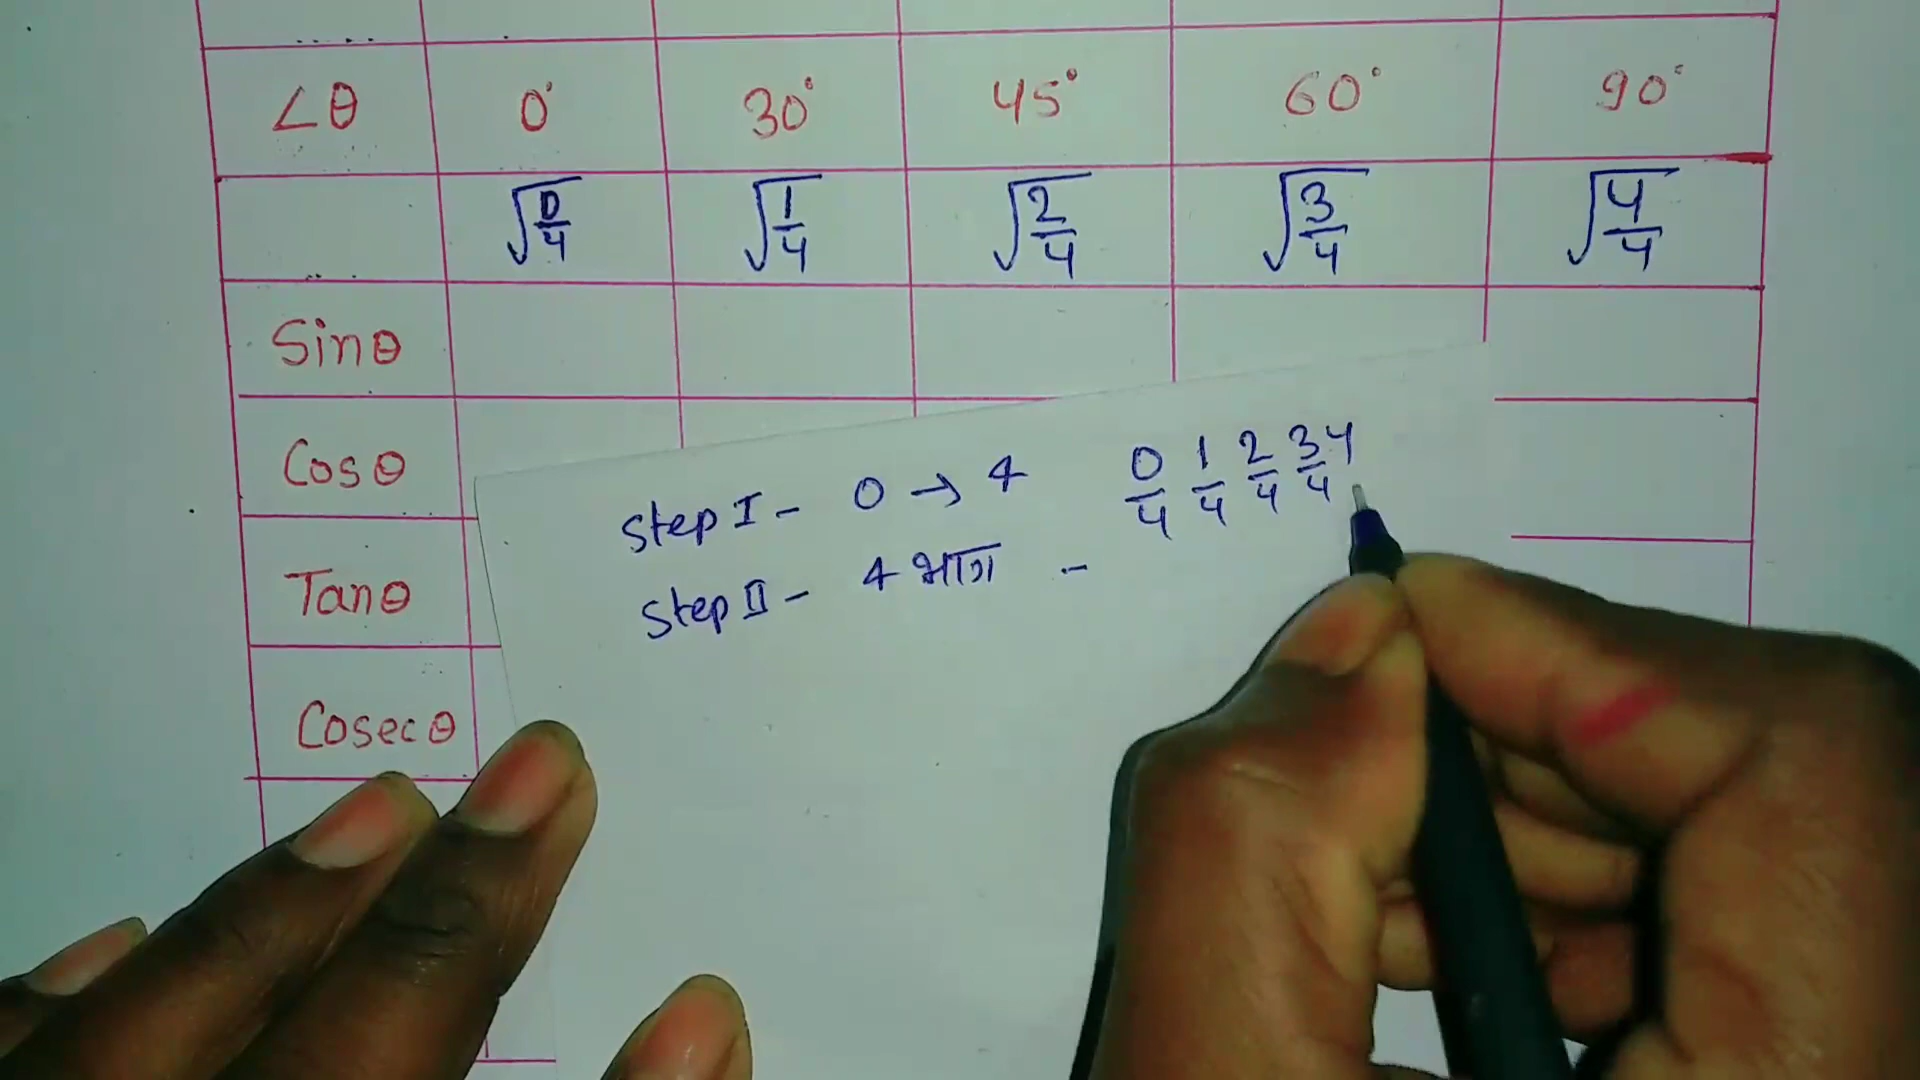 ∠θ 0° 30° 45° 60° 90°
√0/4 √1/4 √2/4 √3/4 √4/4
Sinθ
Cosθ
Step I - 0 → 4 0/4 1/4 2/4 3/4 4
Tanθ
Step II - 4 भाग -
Cosecθ